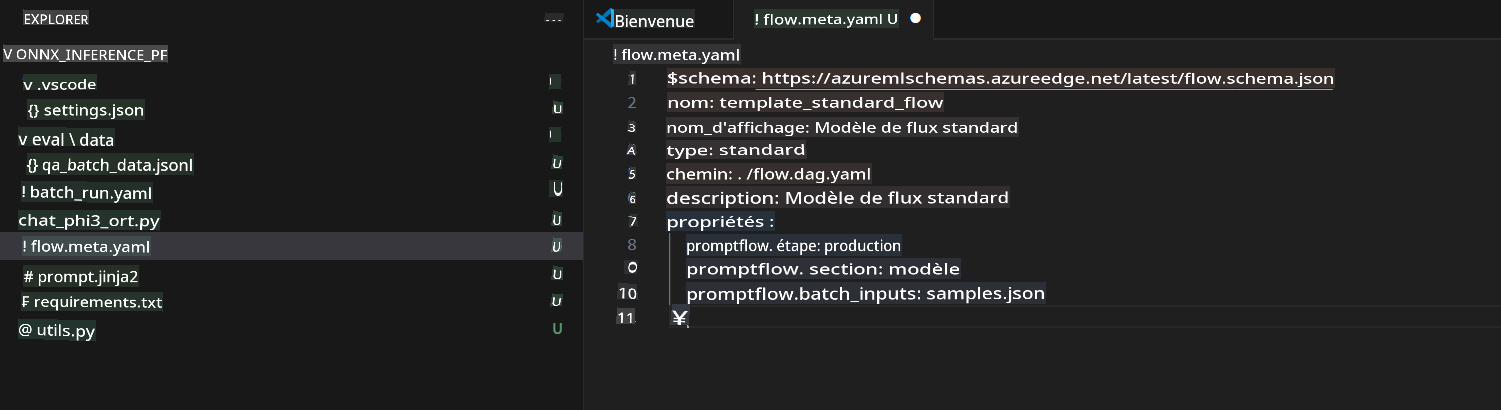 EXPLORER ...
V ONNX_INFERENCE_PF
v .vscode
{} settings.json U
v eval \ data
{} qa_batch_data.jsonl U
! batch_run.yaml U
chat_phi3_ort.py U
! flow.meta.yaml U
# prompt.jinja2 U
F requirements.txt U
@ utils.py U
Bienvenue
! flow.meta.yaml U
! flow.meta.yaml
1 $schema: https://azuremlschemas.azureedge.net/latest/flow.schema.json
2 nom: template_standard_flow
3 nom_d'affichage: Modèle de flux standard
A type: standard
5 chemin: . /flow.dag.yaml
6 description: Modèle de flux standard
7 propriétés :
8 promptflow. étape: production
O promptflow. section: modèle
10 promptflow.batch_inputs: samples.json
11 ¥